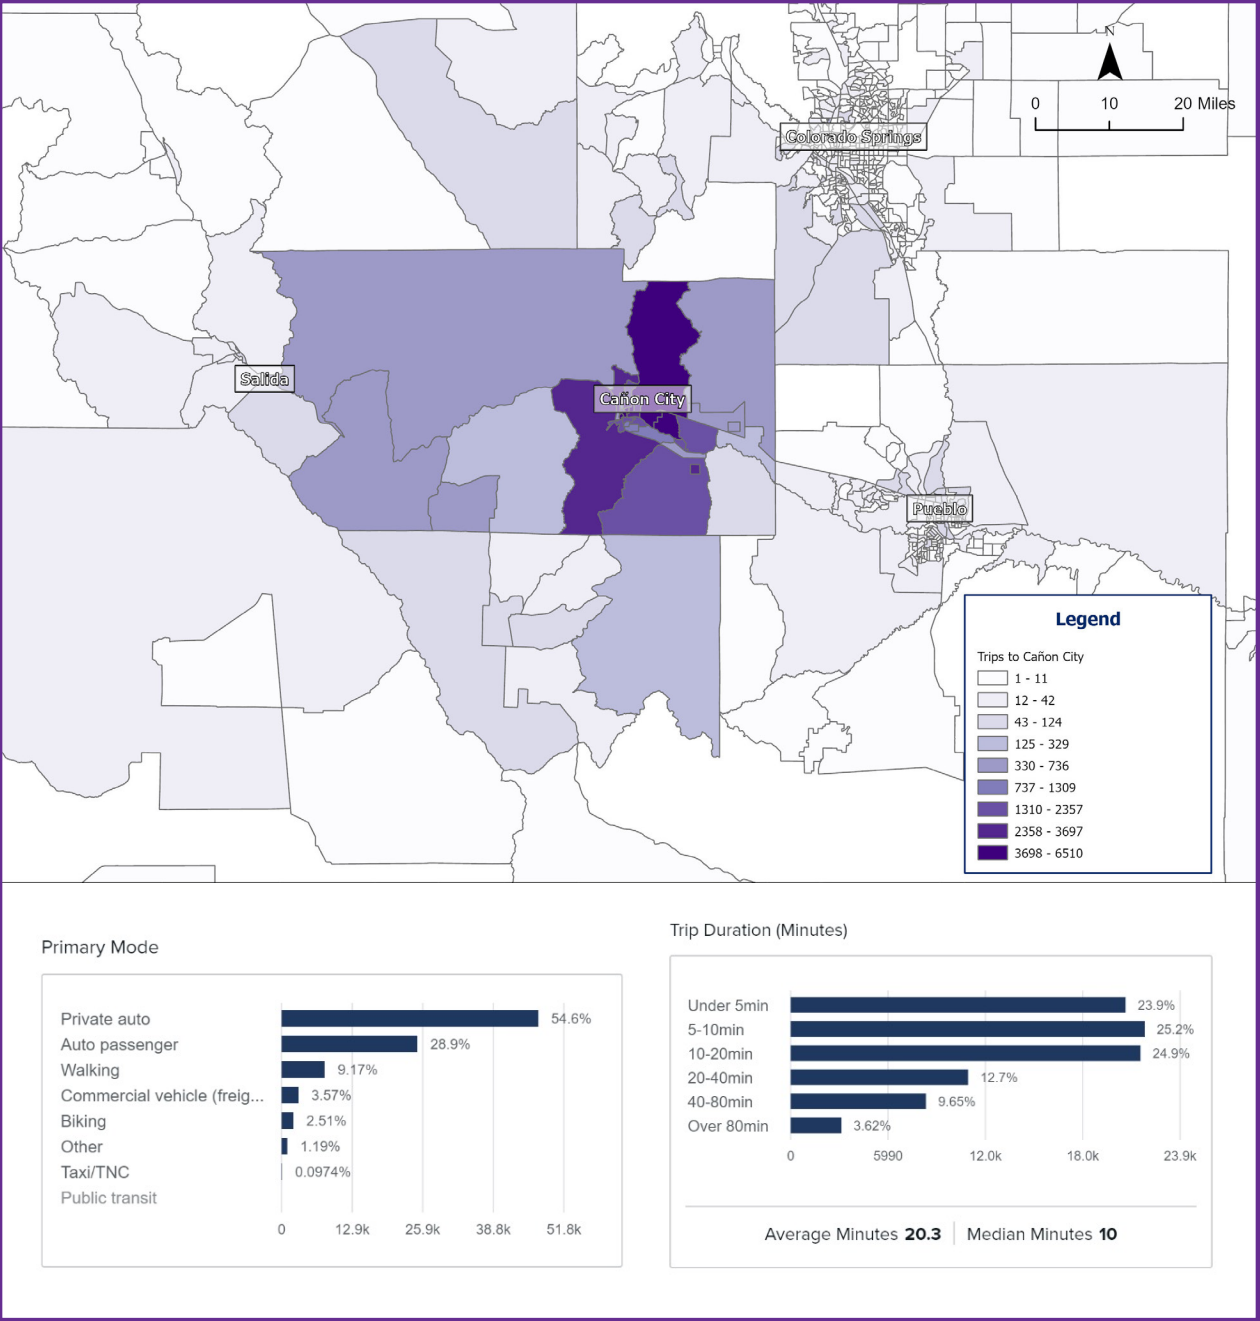 N
0 10 20 Miles
Colorado Springs
Salida
Cañon City
Pueblo
Legend
Trips to Cañon City
1 - 11
12 - 42
43 - 124
125 - 329
330 - 736
737 - 1309
1310 - 2357
2358 - 3697
3698 - 6510
Primary Mode
Private auto 54.6%
Auto passenger 28.9%
Walking 9.17%
Commercial vehicle (freig... 3.57%
Biking 2.51%
Other 1.19%
Taxi/TNC 0.0974%
Public transit
0 12.9k 25.9k 38.8k 51.8k
Trip Duration (Minutes)
Under 5min 23.9%
5-10min 25.2%
10-20min 24.9%
20-40min 12.7%
40-80min 9.65%
Over 80min 3.62%
0 5990 12.0k 18.0k 23.9k
Average Minutes 20.3 Median Minutes 10